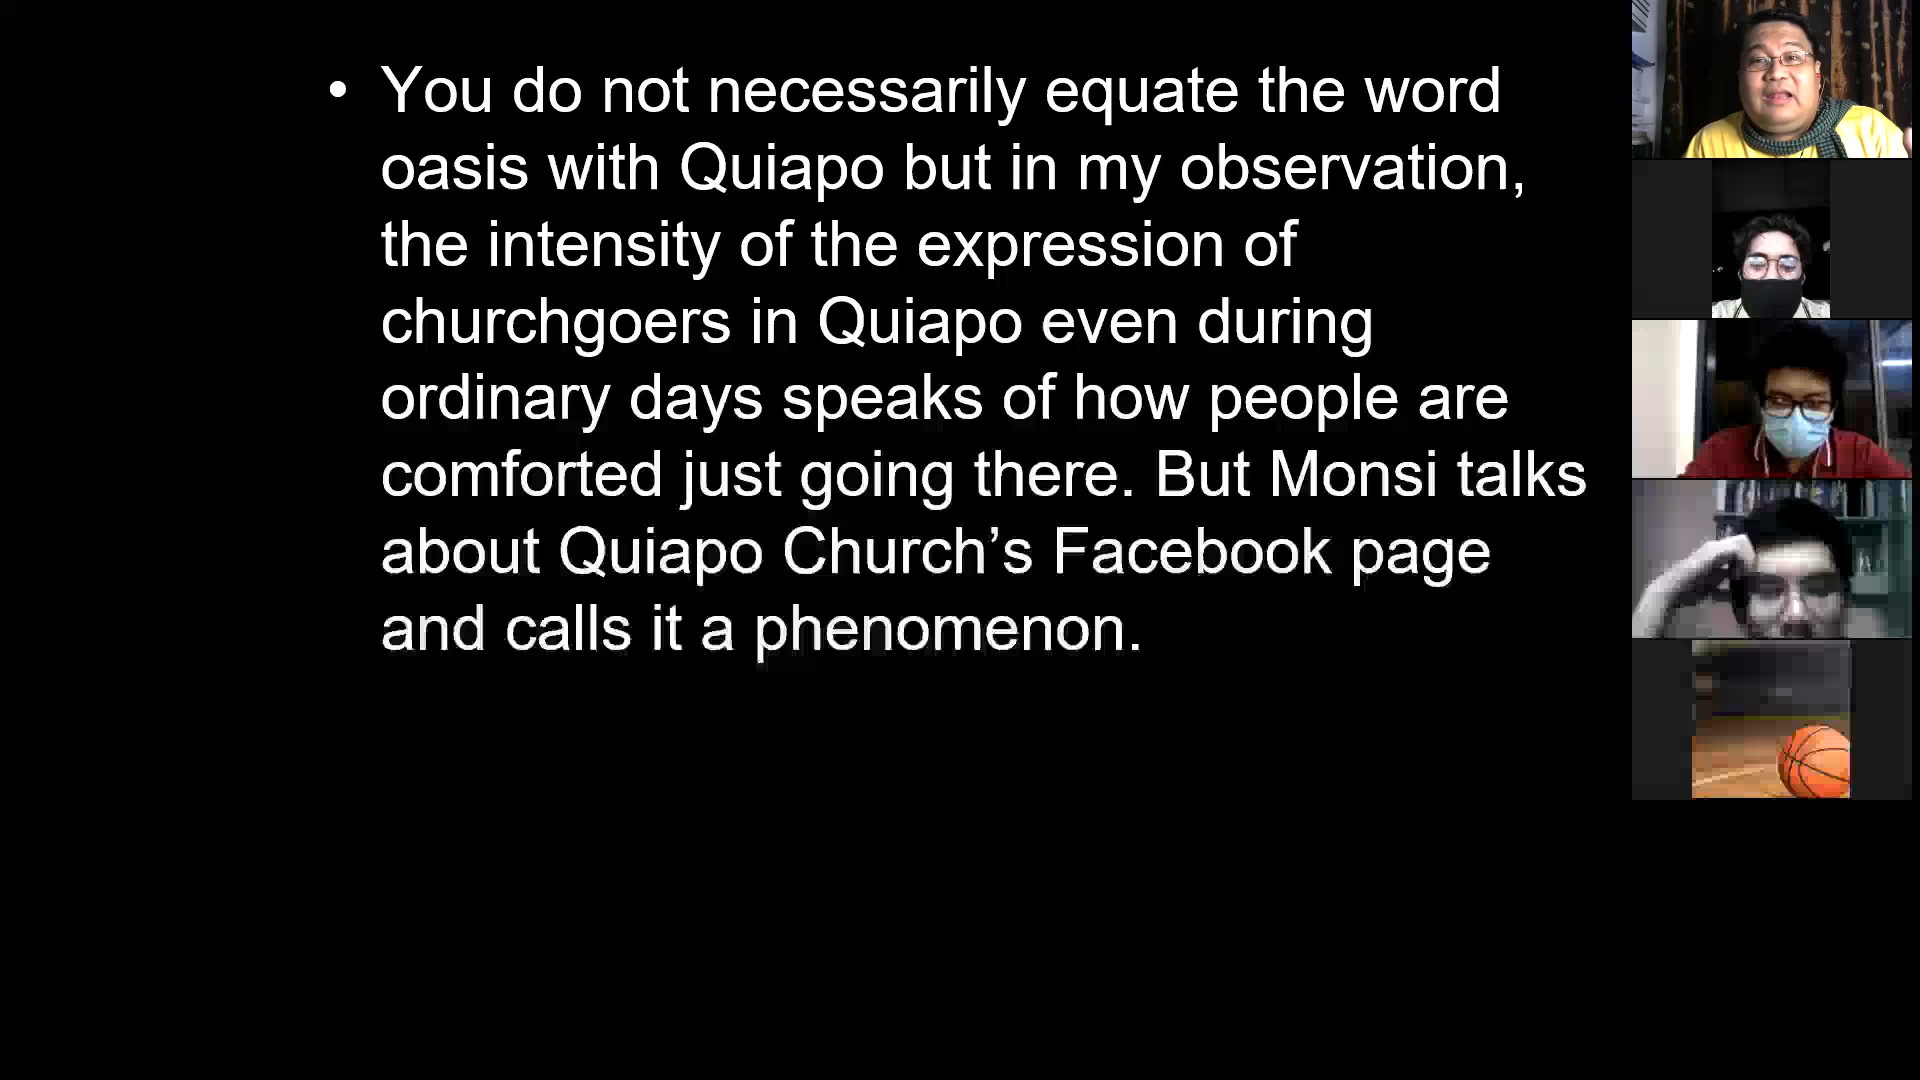 • You do not necessarily equate the word
oasis with Quiapo but in my observation,
the intensity of the expression of
churchgoers in Quiapo even during
ordinary days speaks of how people are
comforted just going there. But Monsi talks
about Quiapo Church’s Facebook page
and calls it a phenomenon.